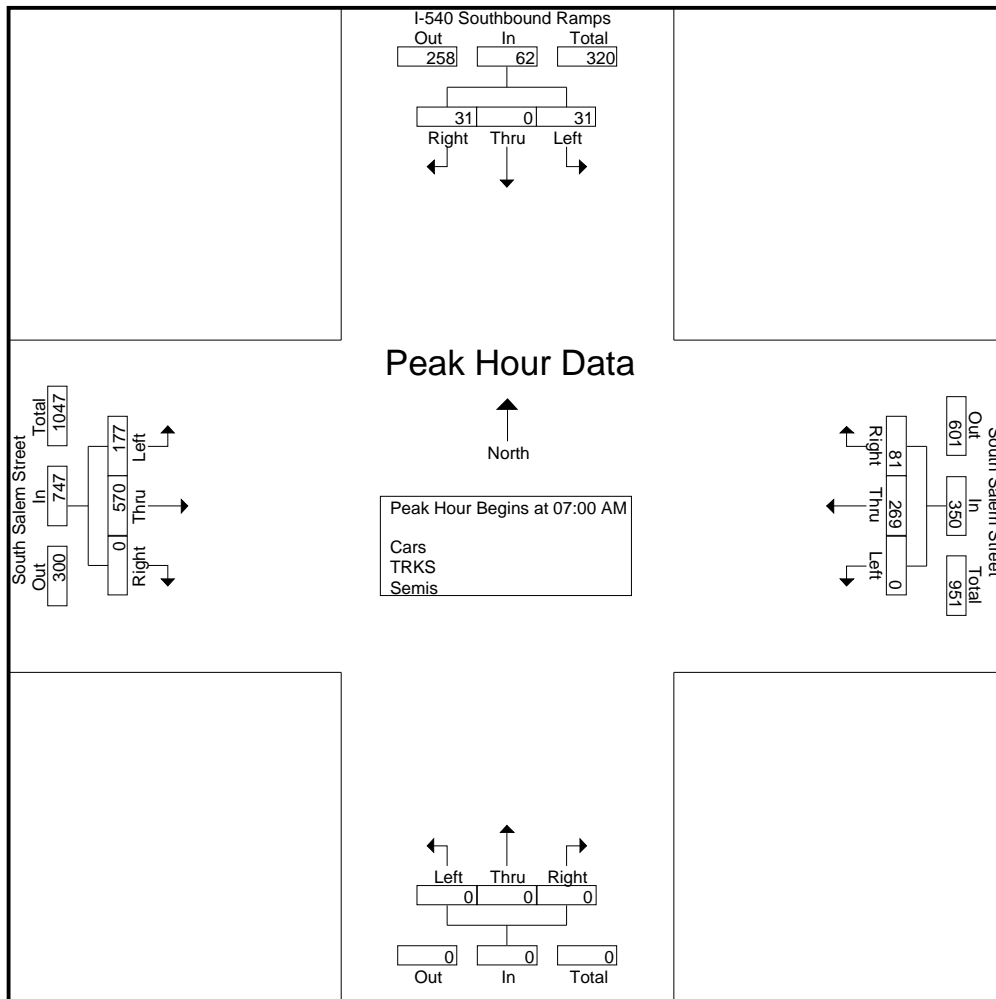 I-540 Southbound Ramps
Out In Total
258 62 320
31 0 31
Right Thru Left
Peak Hour Data
North
Peak Hour Begins at 07:00 AM
Cars
TRKS
Semis
South Salem Street
Total In Out
1047 747 300
177 570 0
Left Thru Right
South Salem Street
Out In Total
601 350 951
81 269 0
Right Thru Left
Left Thru Right
0 0 0
0 0 0
Out In Total